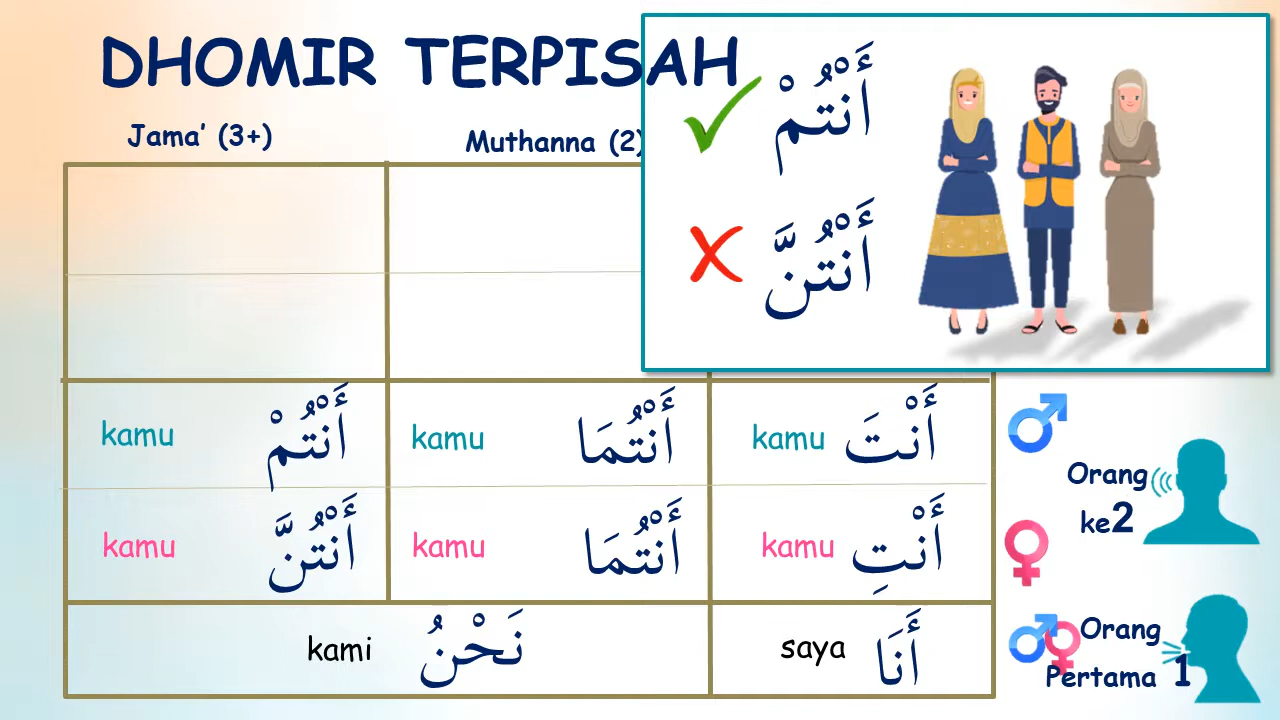 DHOMIR TERPISAH
Jama’ (3+)
Muthanna (2)
أَنْتُمْ
أَنْتُنَّ
kamu أَنْتُمْ kamu أَنْتُمَا kamu أَنْتَ
kamu أَنْتُنَّ kamu أَنْتُمَا kamu أَنْتِ
kami نَحْنُ saya أَنَا
Orang
ke2
Orang
Pertama 1